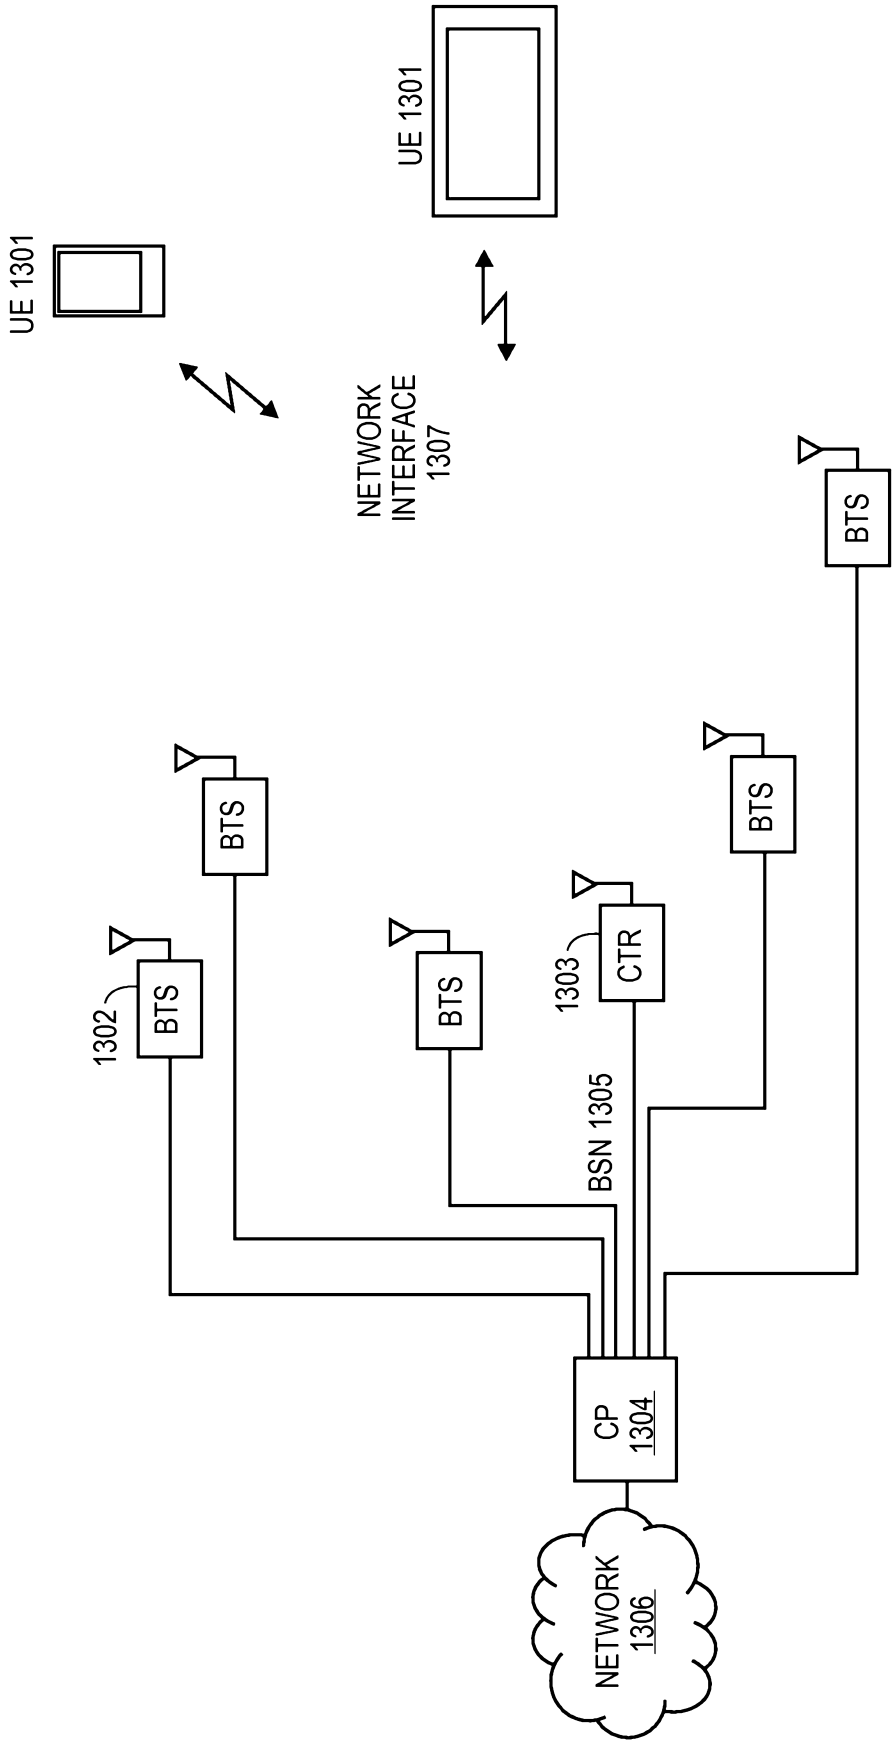 UE 1301
UE 1301
NETWORK
INTERFACE
1307
BTS
BTS
1302
BTS
BTS
1303
CTR
BTS
BSN 1305
CP
1304
NETWORK
1306